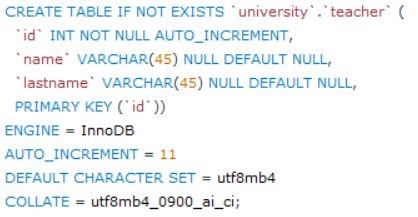 CREATE TABLE IF NOT EXISTS `university`.`teacher` (
`id` INT NOT NULL AUTO_INCREMENT,
`name` VARCHAR(45) NULL DEFAULT NULL,
`lastname` VARCHAR(45) NULL DEFAULT NULL,
PRIMARY KEY (`id`))
ENGINE = InnoDB
AUTO_INCREMENT = 11
DEFAULT CHARACTER SET = utf8mb4
COLLATE = utf8mb4_0900_ai_ci;